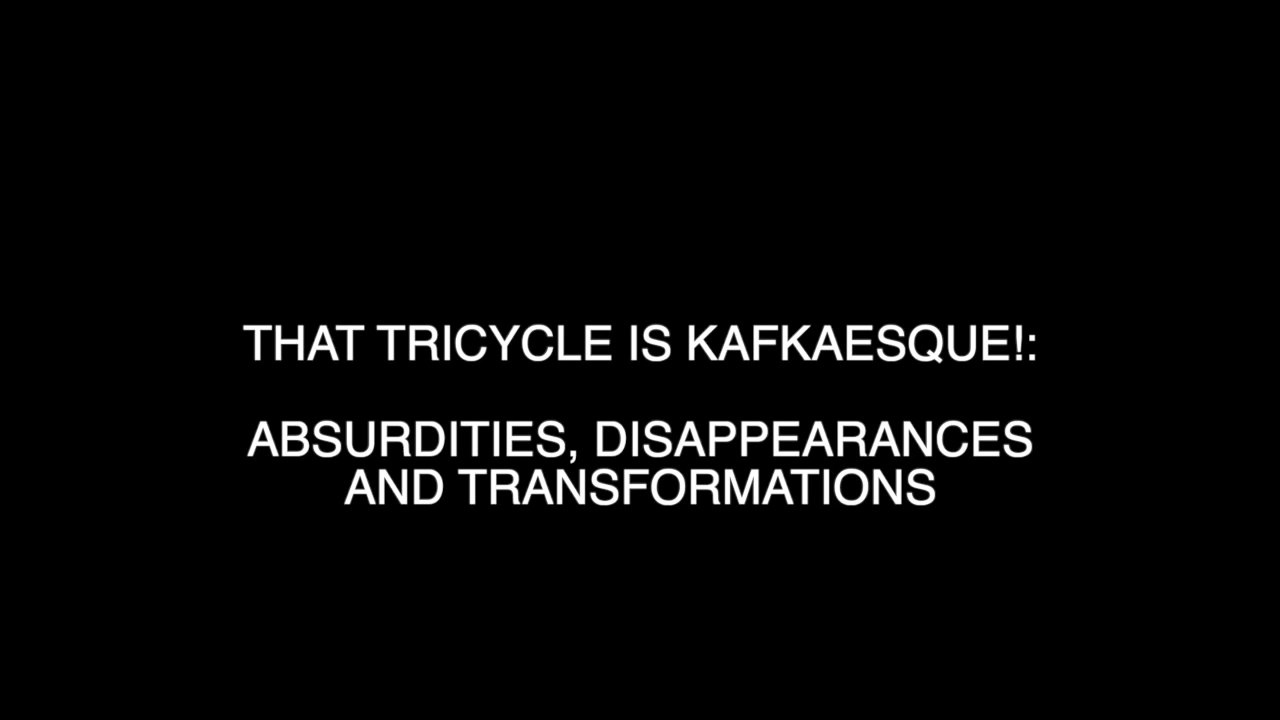 THAT TRICYCLE IS KAFKAESQUE!:
ABSURDITIES, DISAPPEARANCES
AND TRANSFORMATIONS